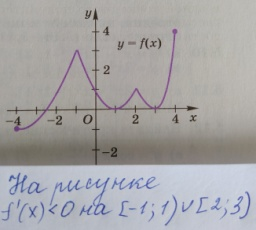 y
4
y = f(x)
2
-4
-2
O
2
4
x
-2
На рисунке
f'(x)<0 на [-1; 1) ∪ [2; 3)